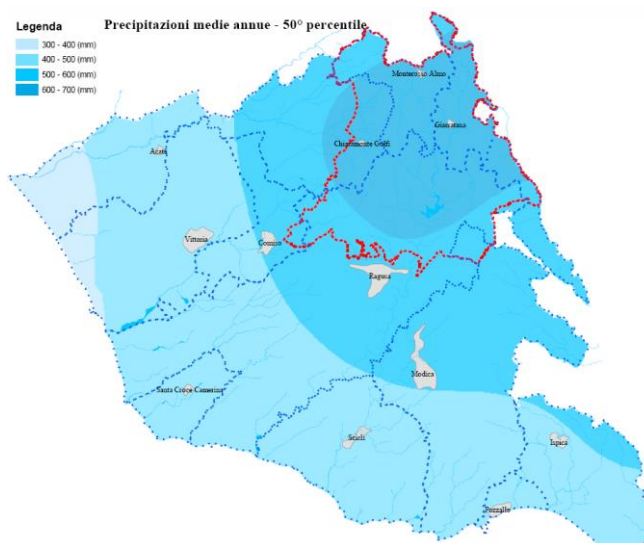 Precipitazioni medie annue - 50° percentile
Legenda
300 - 400 (mm)
400 - 500 (mm)
500 - 600 (mm)
600 - 700 (mm)
Monterosso Almo
Giarratana
Chiaramonte Gulfi
Acate
Vittoria
Comiso
Ragusa
Modica
Santa Croce Camerina
Scicli
Ispica
Pozzallo